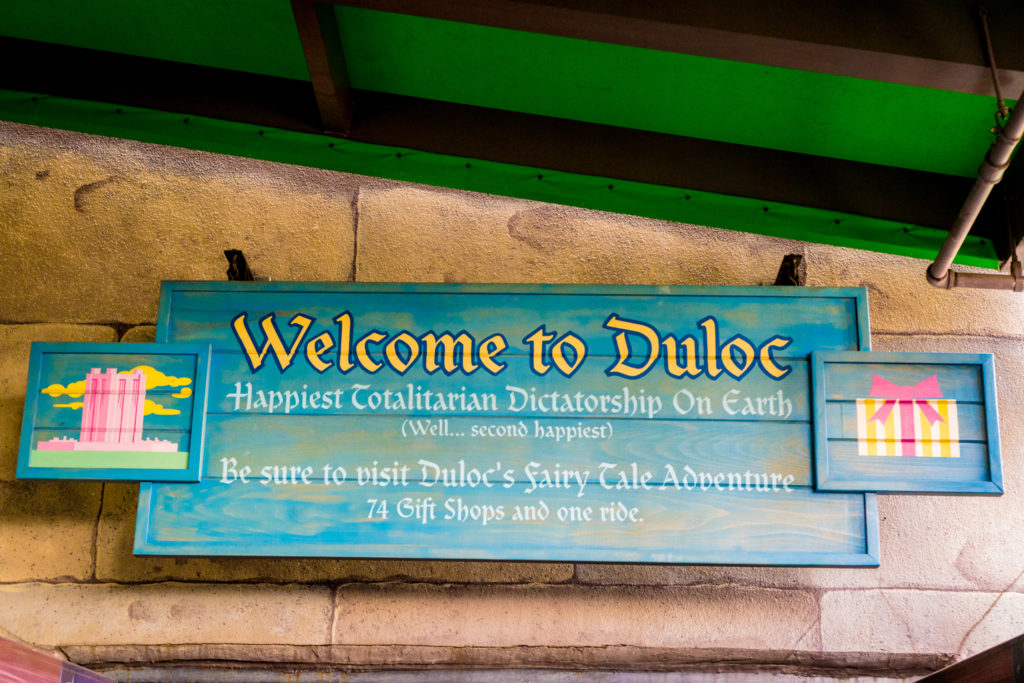 Welcome to Duloc
Happiest Totalitarian Dictatorship On Earth
(Well... second happiest)
Be sure to visit Duloc's Fairy Tale Adventure
74 Gift Shops and one ride.